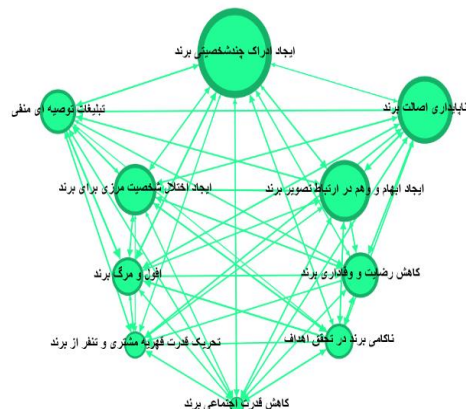 ایجاد ادراک چندشخصیتی برند
ناپایداری اصالت برند
تبلیغات توصیه ای منفی
ایجاد ابهام و وهم در ارتباط تصویر برند
ایجاد اختلال شخصیت مرزی برای برند
کاهش رضایت و وفاداری برند
افول و مرگ برند
ناکامی برند در تحقق اهداف
تحریک قدرت قهریه مشتری و تنفر از برند
کاهش قدرت اجتماعی برند